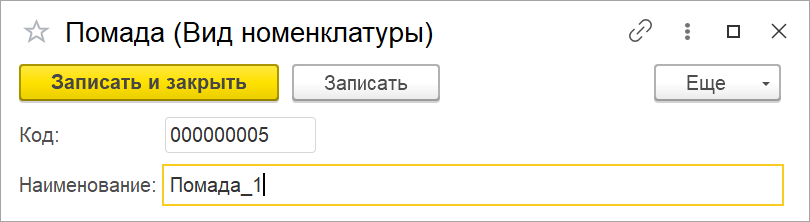 Помада (Вид номенклатуры)
Записать и закрыть Записать Еще
Код: 000000005
Наименование: Помада_1